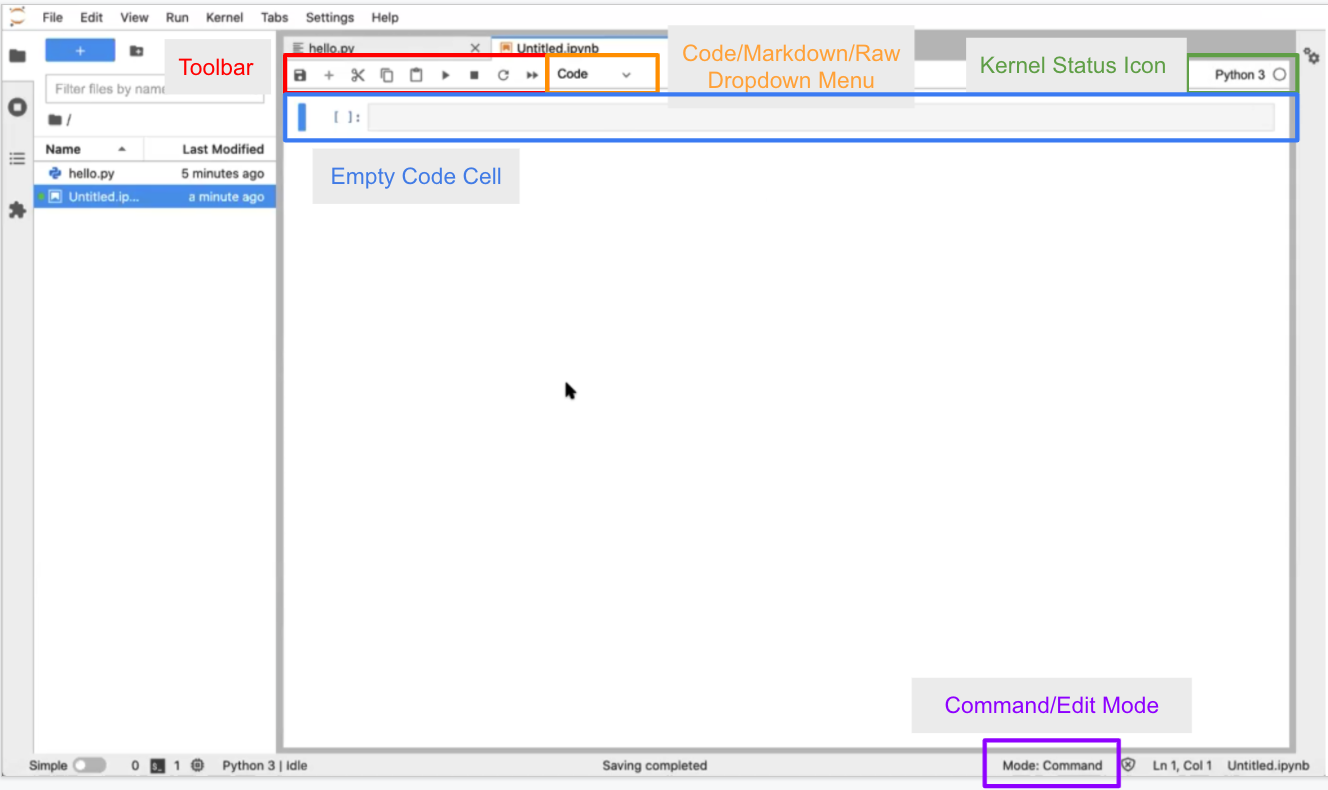 File Edit View Run Kernel Tabs Settings Help
hello.py
Untitled.ipynb
Toolbar
Code
Code/Markdown/Raw
Dropdown Menu
Kernel Status Icon
Python 3
Filter files by name
/
[ ]:
Name Last Modified
hello.py 5 minutes ago
Untitled.ip... a minute ago
Empty Code Cell
Command/Edit Mode
Simple 0 1 Python 3 | Idle Saving completed Mode: Command Ln 1, Col 1 Untitled.ipynb